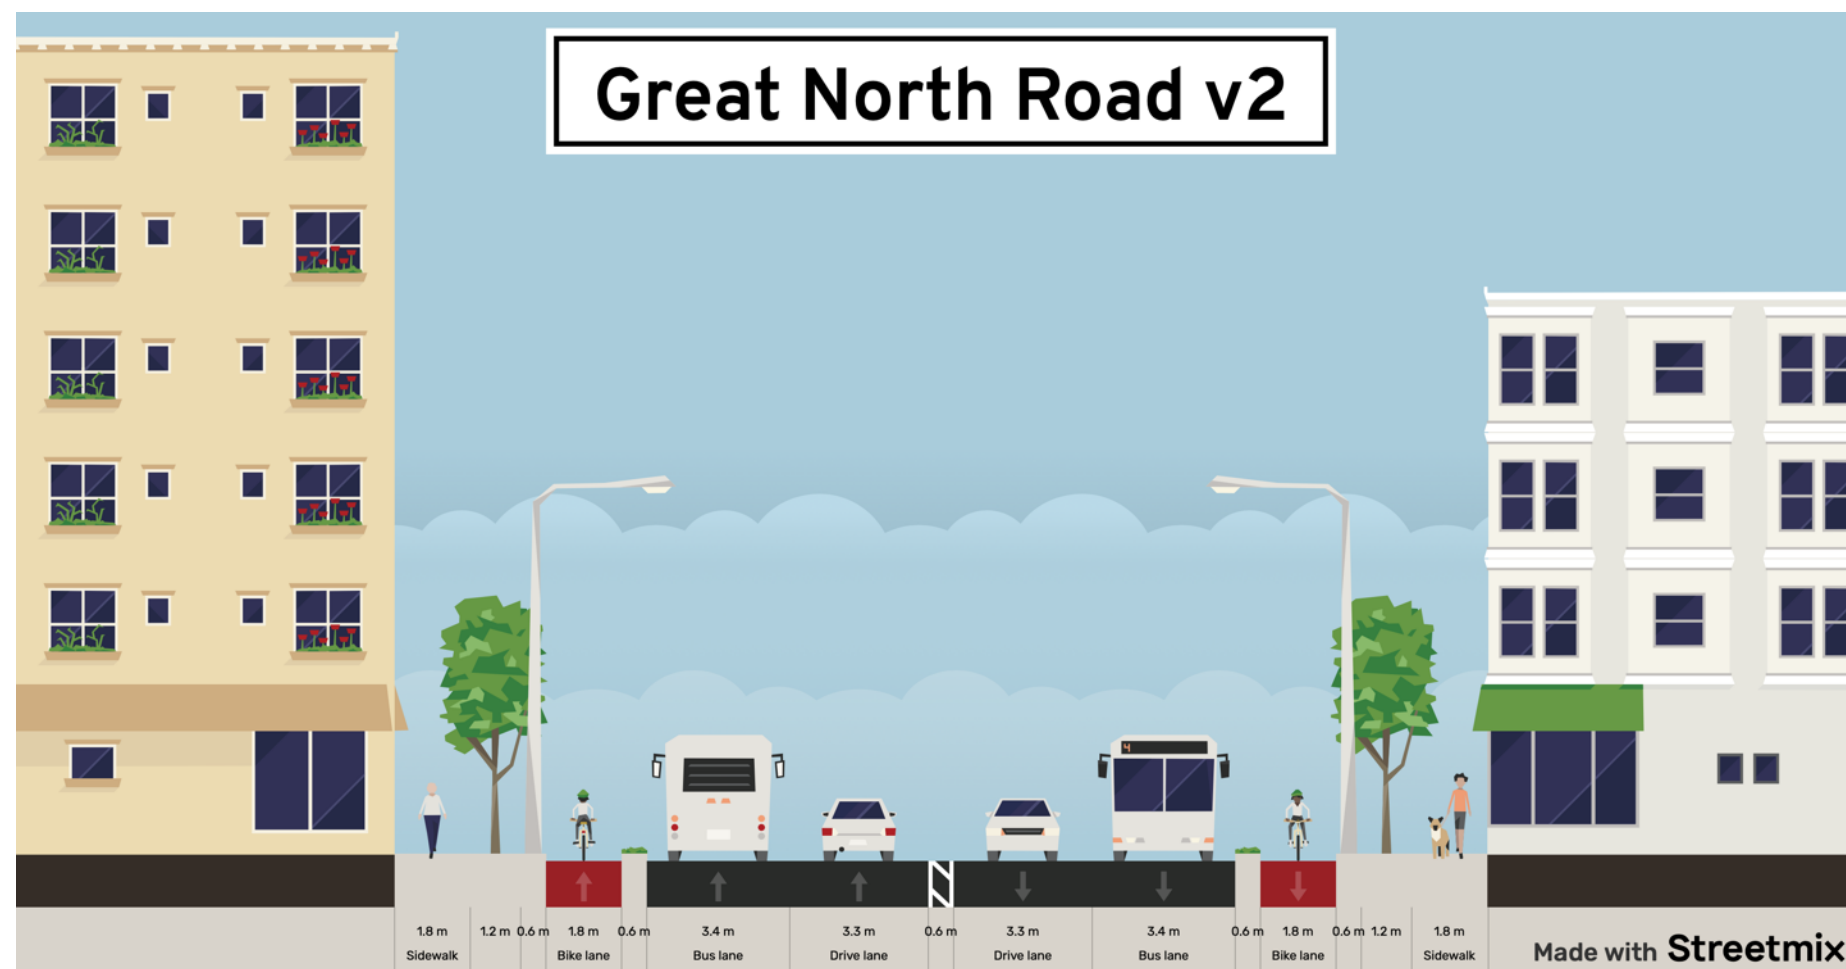 Great North Road v2
4
1.8 m 1.2 m 0.6 m 1.8 m 0.6 m 3.4 m 3.3 m 0.6 m 3.3 m 3.4 m 0.6 m 1.8 m 0.6 m 1.2 m 1.8 m
Sidewalk Bike lane Bus lane Drive lane Drive lane Bus lane Bike lane Sidewalk
Made with Streetmix